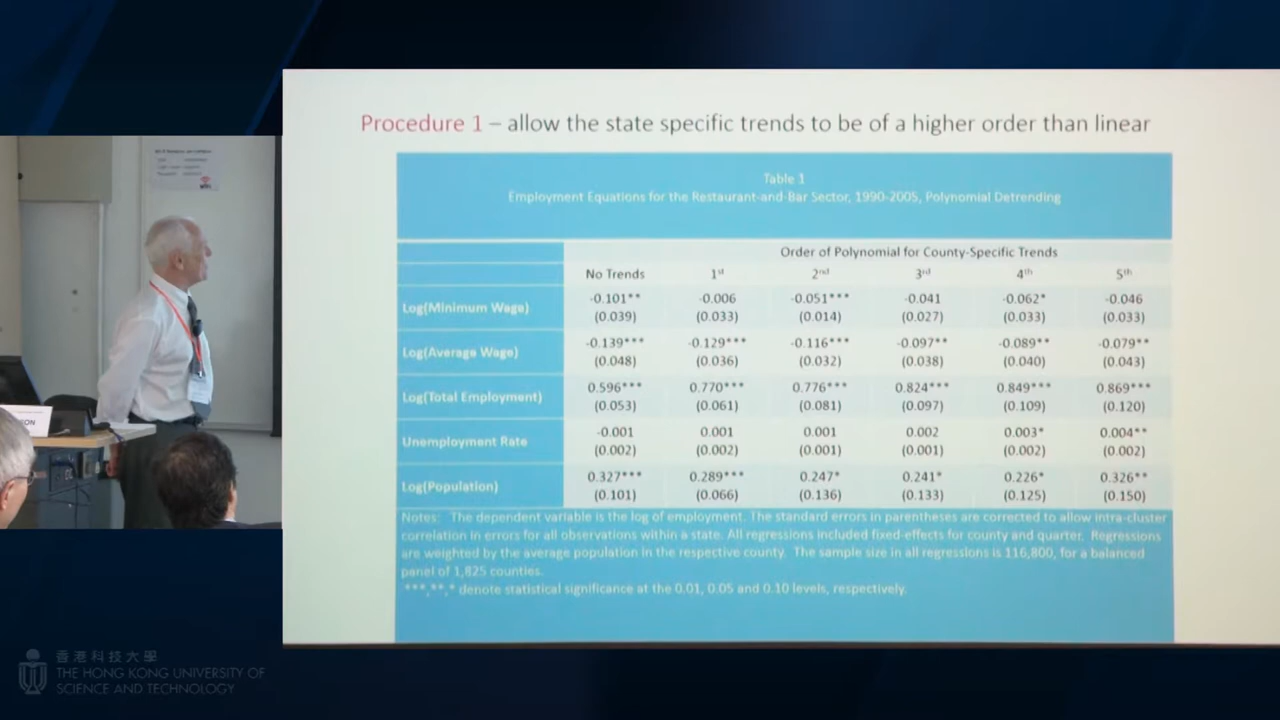 Procedure 1 – allow the state specific trends to be of a higher order than linear
Table 1
Employment Equations for the Restaurant-and-Bar Sector, 1990-2005, Polynomial Detrending
Order of Polynomial for County-Specific Trends
No Trends 1st 2nd 3rd 4th 5th
Log(Minimum Wage) -0.101** -0.006 -0.051*** -0.041 -0.062* -0.046
(0.039) (0.033) (0.014) (0.027) (0.033) (0.033)
Log(Average Wage) -0.139*** -0.129*** -0.116*** -0.097** -0.089** -0.079**
(0.048) (0.036) (0.032) (0.038) (0.040) (0.043)
Log(Total Employment) 0.596*** 0.770*** 0.776*** 0.824*** 0.849*** 0.869***
(0.053) (0.061) (0.081) (0.097) (0.109) (0.120)
Unemployment Rate -0.001 0.001 0.001 0.002 0.003* 0.004**
(0.002) (0.002) (0.001) (0.001) (0.002) (0.002)
Log(Population) 0.327*** 0.289*** 0.247* 0.241* 0.226* 0.326**
(0.101) (0.066) (0.136) (0.133) (0.125) (0.150)
Notes: The dependent variable is the log of employment. The standard errors in parentheses are corrected to allow intra-cluster
correlation in errors for all observations within a state. All regressions included fixed-effects for county and quarter. Regressions
are weighted by the average population in the respective county. The sample size in all regressions is 116,800, for a balanced
panel of 1,825 counties.
***,**,* denote statistical significance at the 0.01, 0.05 and 0.10 levels, respectively.
香港科技大學
THE HONG KONG UNIVERSITY OF
SCIENCE AND TECHNOLOGY